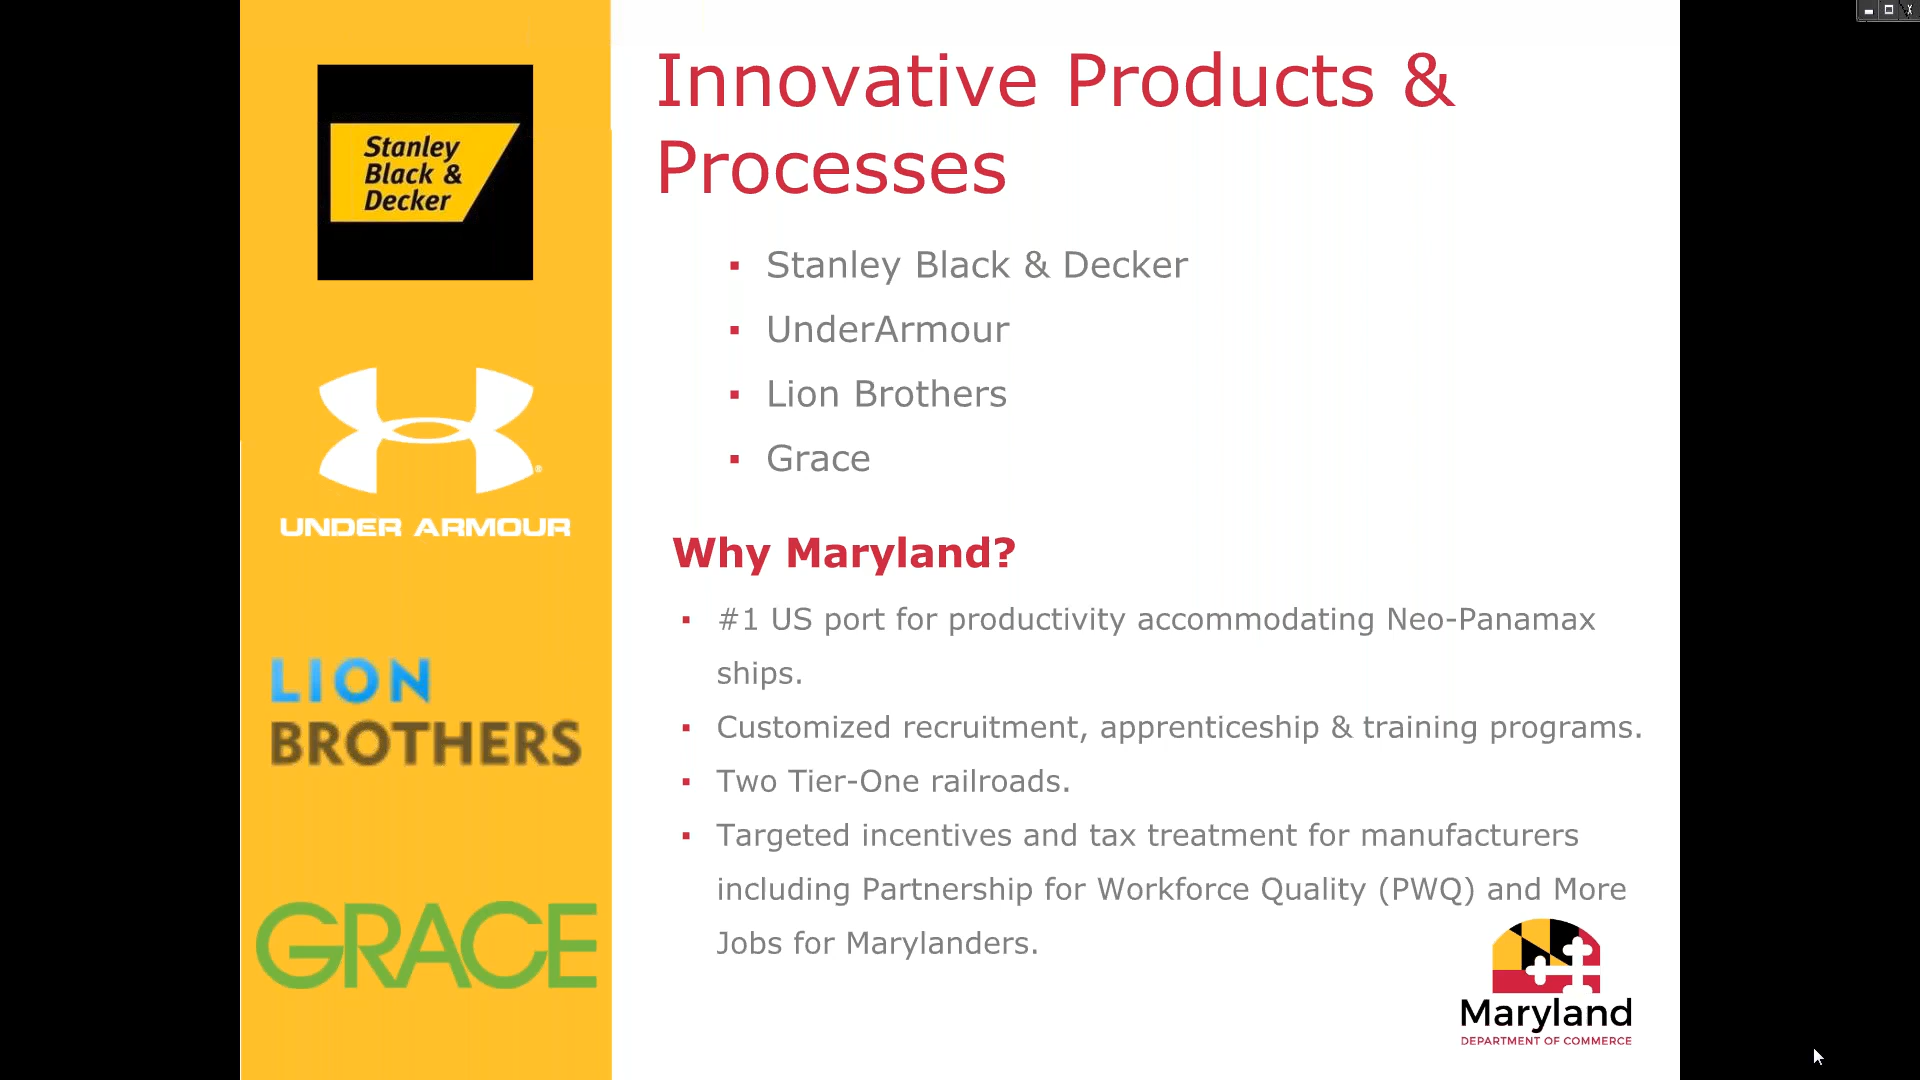 Stanley
Black &
Decker
UNDER ARMOUR
LION
BROTHERS
GRACE
Innovative Products &
Processes
▪ Stanley Black & Decker
▪ UnderArmour
▪ Lion Brothers
▪ Grace
Why Maryland?
▪ #1 US port for productivity accommodating Neo-Panamax
ships.
▪ Customized recruitment, apprenticeship & training programs.
▪ Two Tier-One railroads.
▪ Targeted incentives and tax treatment for manufacturers
including Partnership for Workforce Quality (PWQ) and More
Jobs for Marylanders.
Maryland
DEPARTMENT OF COMMERCE